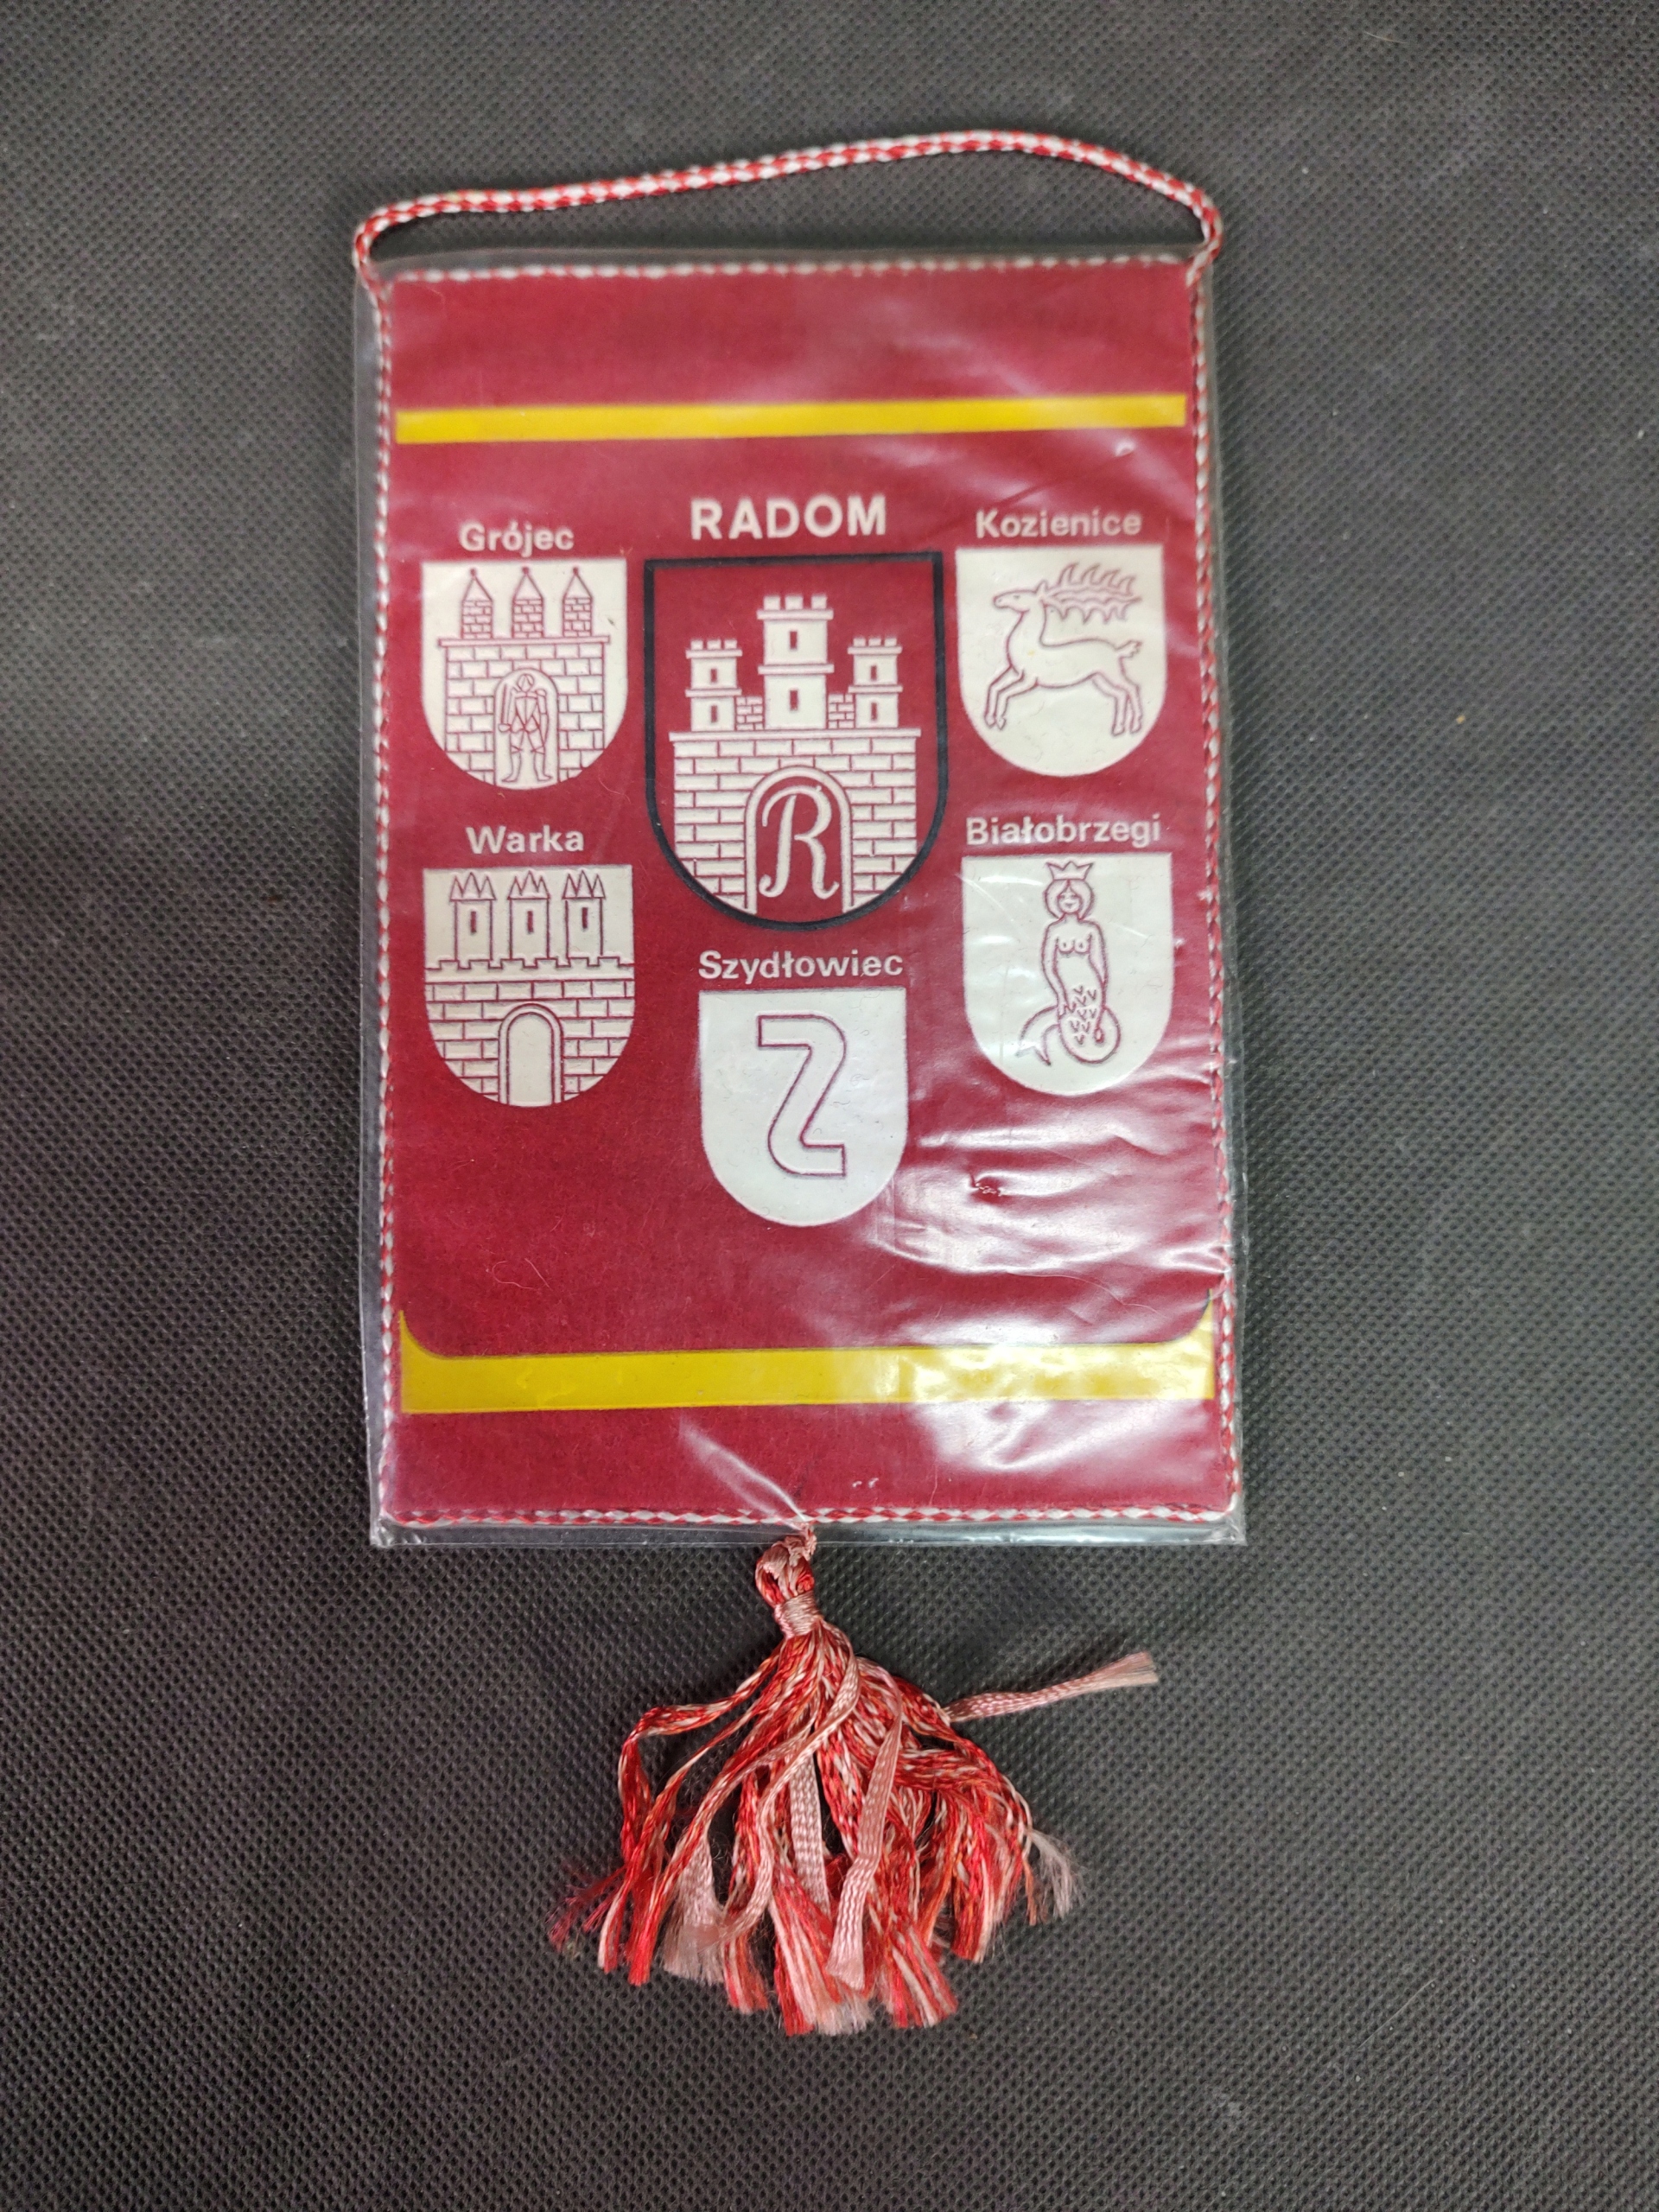 Grójec
RADOM
Kozienice
R
Warka
Białobrzegi
Szydłowiec